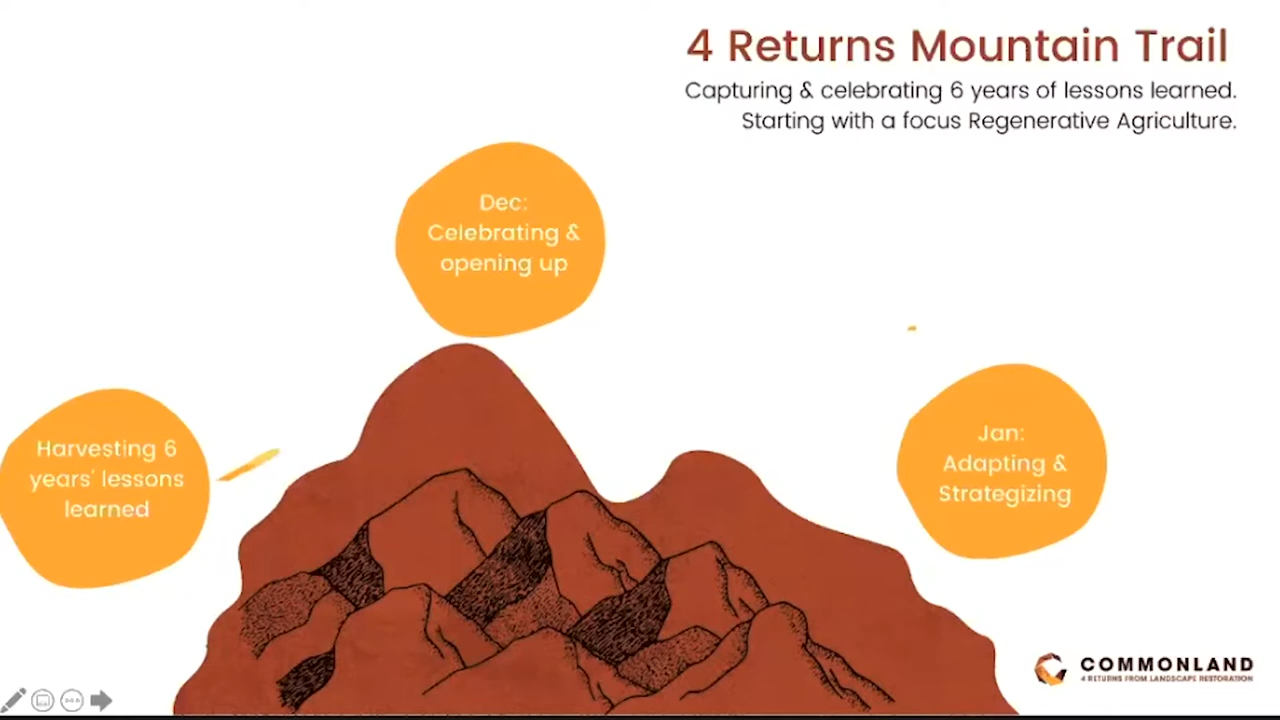 4 Returns Mountain Trail
Capturing & celebrating 6 years of lessons learned.
Starting with a focus Regenerative Agriculture.
Dec:
Celebrating &
opening up
Harvesting 6
years' lessons
learned
Jan:
Adapting &
Strategizing
COMMONLAND
4 RETURNS FROM LANDSCAPE RESTORATION